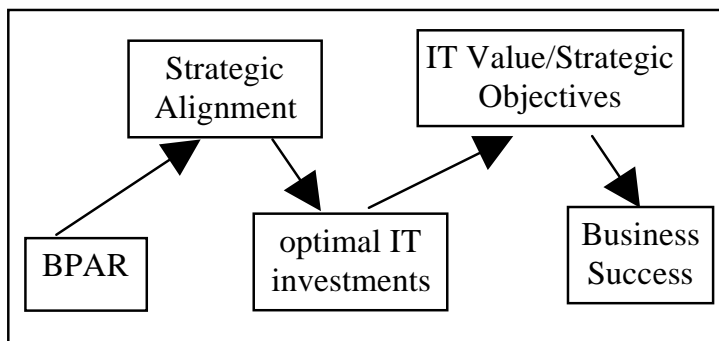 Strategic
Alignment
IT Value/Strategic
Objectives
BPAR
optimal IT
investments
Business
Success